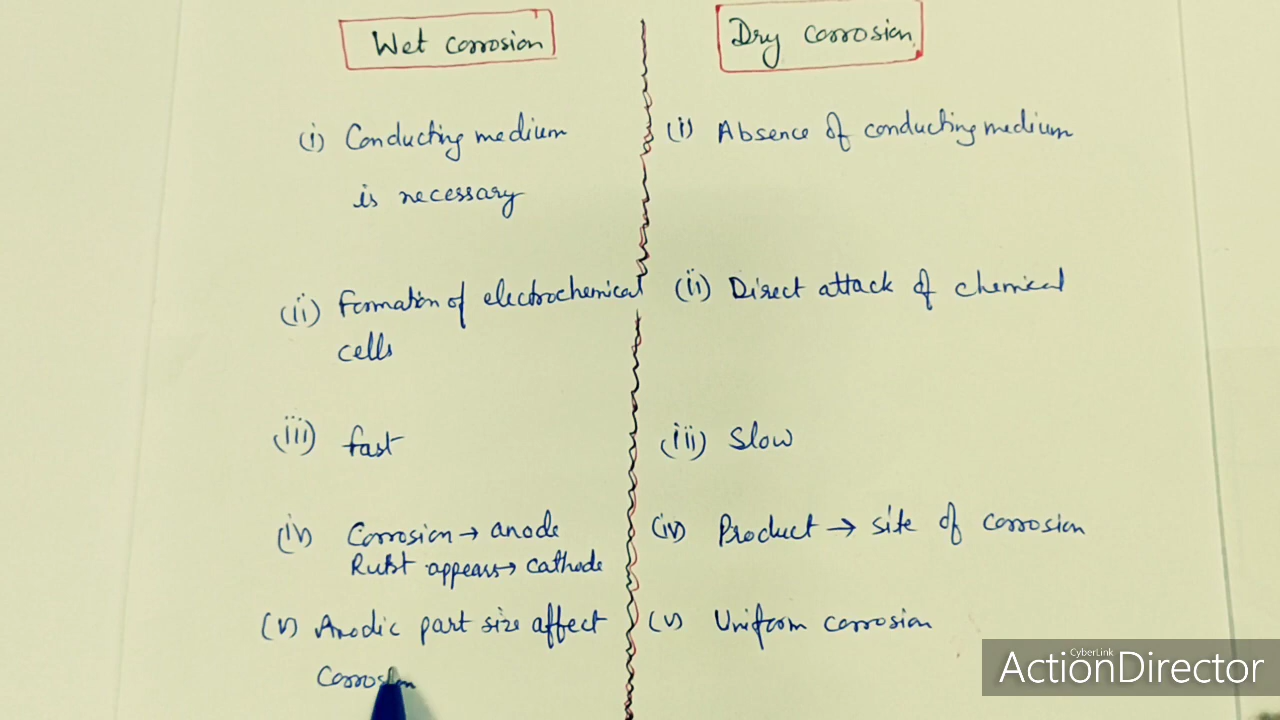 Wet corrosion
(i) Conducting medium
is necessary
(ii) Formation of electrochemical
cells
(iii) fast
(iv) Corrosion → anode
Rust appears → cathode
(v) Anodic part size affect
Corrosion
Dry corrosion
(i) Absence of conducting medium
(ii) Direct attack of chemical
(iii) Slow
(iv) Product → site of corrosion
(v) Uniform corrosion
CyberLink
ActionDirector